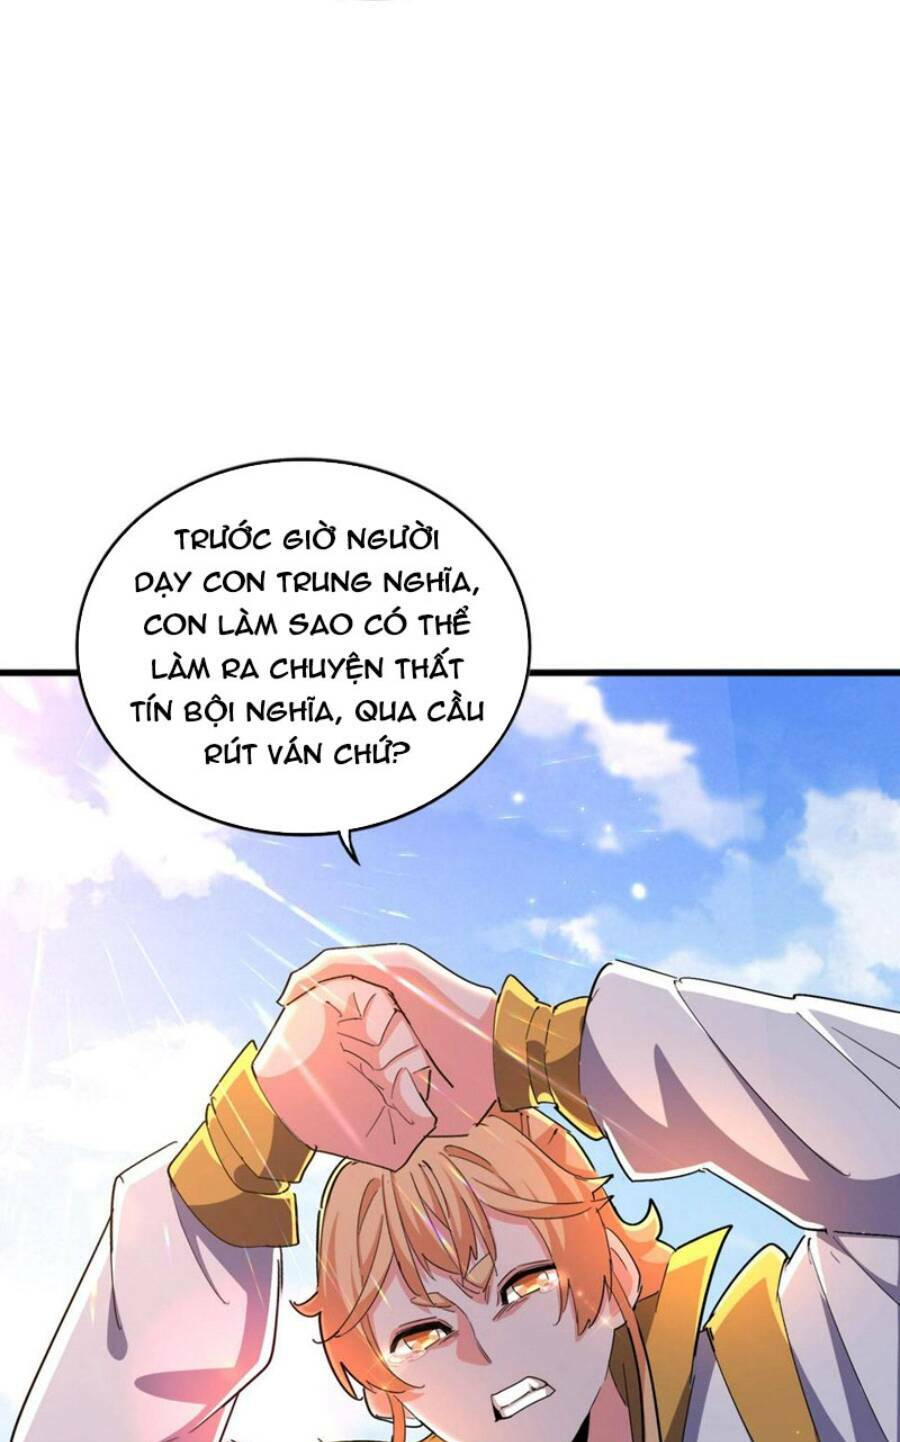 TRƯỚC GIỜ NGƯỜI
DẠY CON TRUNG NGHĨA,
CON LÀM SAO CÓ THỂ
LÀM RA CHUYỆN THẤT
TÍN BỘI NGHĨA, QUA CẦU
RÚT VÁN CHỨ?